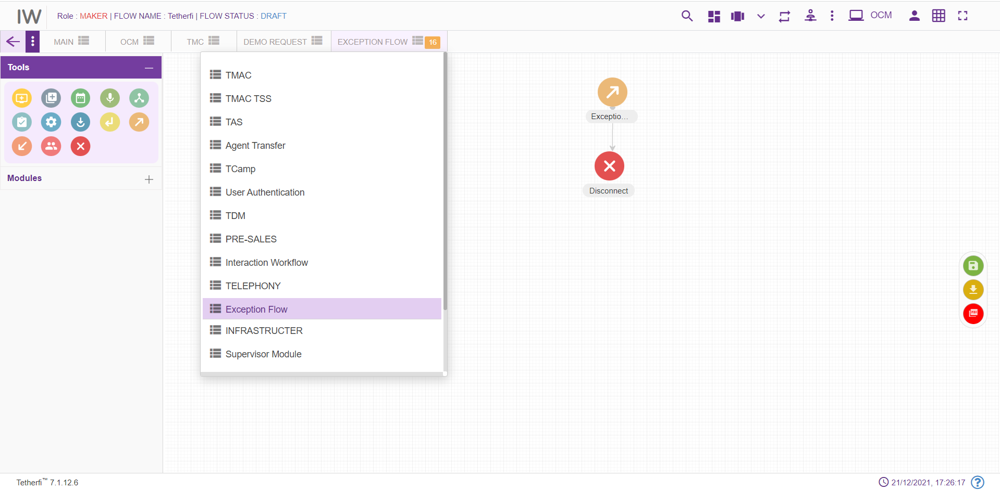 IW
Role : MAKER | FLOW NAME : Tetherfi | FLOW STATUS : DRAFT
OCM
MAIN
OCM
TMC
DEMO REQUEST
EXCEPTION FLOW 16
Tools
Modules
TMAC
TMAC TSS
TAS
Agent Transfer
TCamp
User Authentication
TDM
PRE-SALES
Interaction Workflow
TELEPHONY
Exception Flow
INFRASTRUCTER
Supervisor Module
Exceptio...
Disconnect
PDF
Tetherfi™ 7.1.12.6
21/12/2021, 17:26:17
?